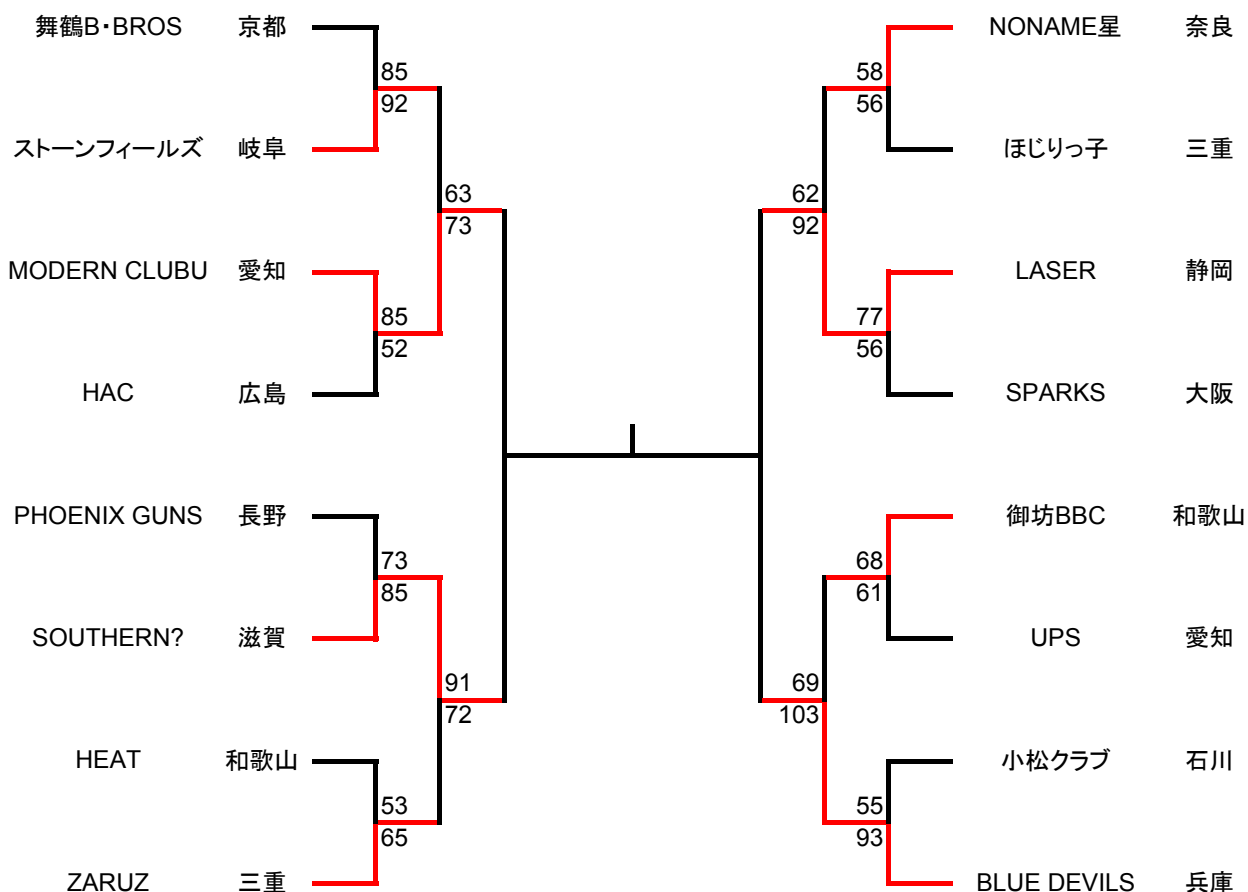 舞鶴B・BROS 京都
85
92
ストーンフィールズ 岐阜
63
73
MODERN CLUBU 愛知
85
52
HAC 広島
PHOENIX GUNS 長野
73
85
SOUTHERN? 滋賀
91
72
HEAT 和歌山
53
65
ZARUZ 三重
NONAME星 奈良
58
56
ほじりっ子 三重
62
92
LASER 静岡
77
56
SPARKS 大阪
御坊BBC 和歌山
68
61
UPS 愛知
69
103
小松クラブ 石川
55
93
BLUE DEVILS 兵庫